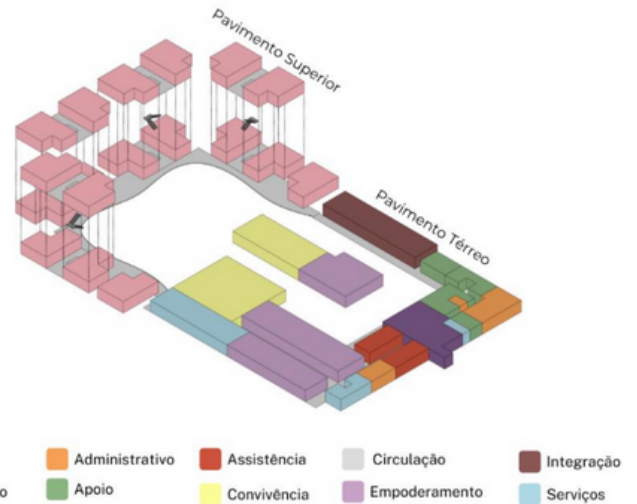 Pavimento Superior
Pavimento Térreo
Administrativo
Assistência
Circulação
Integração
o
Apoio
Convivência
Empoderamento
Serviços